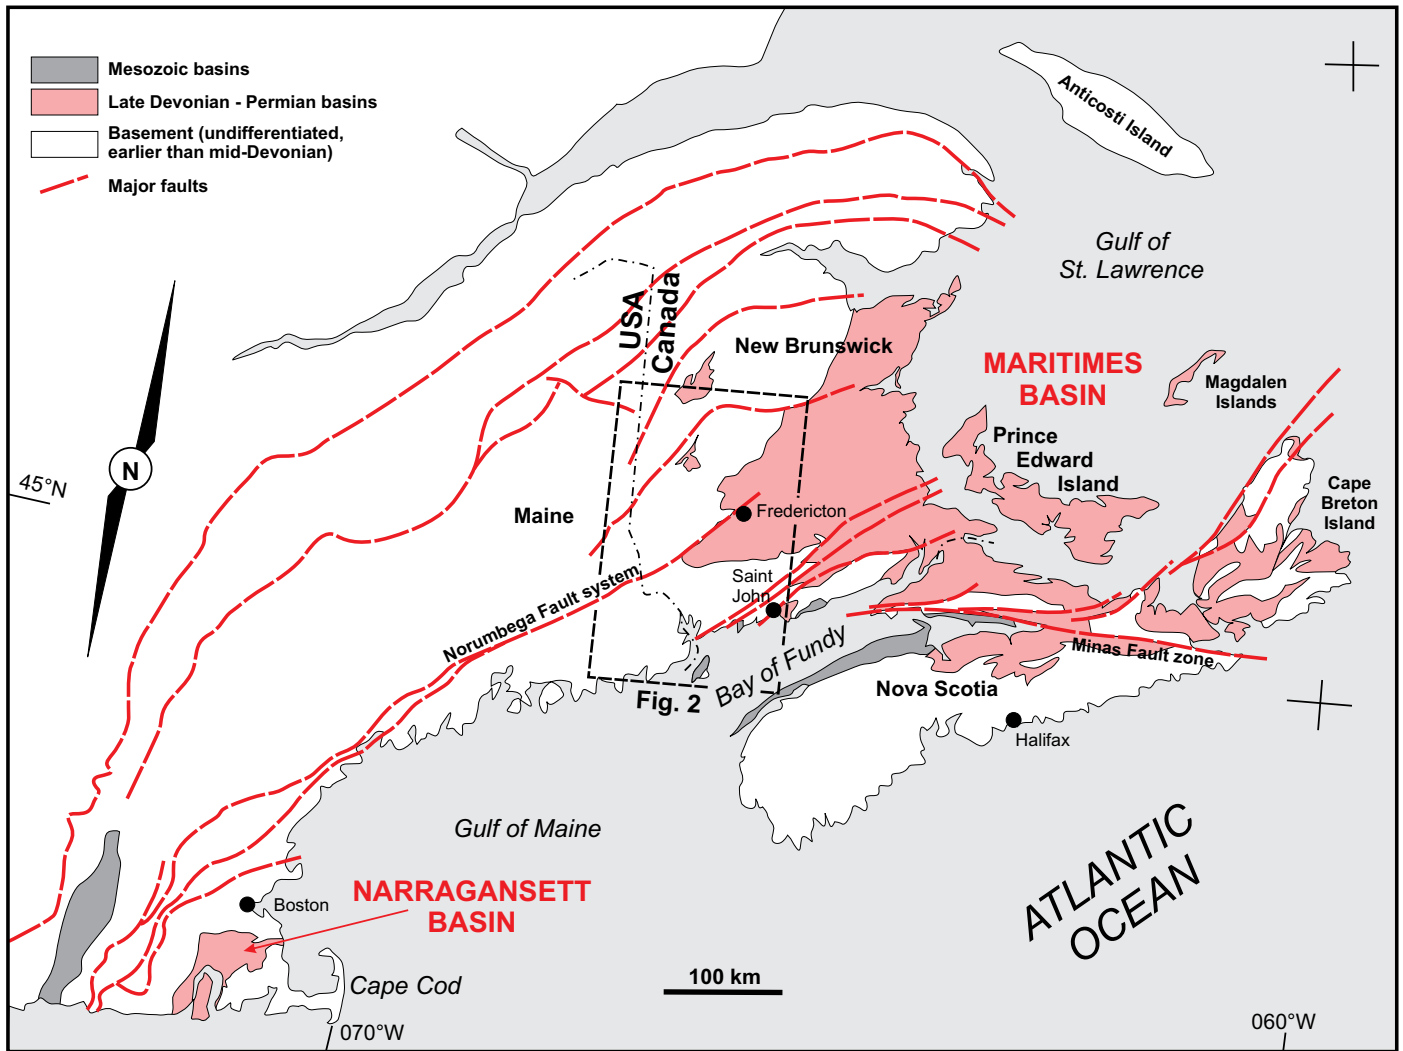 Mesozoic basins
Late Devonian - Permian basins
Basement (undifferentiated,
earlier than mid-Devonian)
Major faults
Anticosti Island
Gulf of
St. Lawrence
USA
Canada
New Brunswick
MARITIMES
BASIN
Magdalen
Islands
Prince
Edward
Island
Cape
Breton
Island
N
45°N
Maine
Fredericton
Saint
John
Norumbega Fault system
Bay of Fundy
Minas Fault zone
Nova Scotia
Fig. 2
Halifax
Gulf of Maine
ATLANTIC
OCEAN
NARRAGANSETT
BASIN
Boston
Cape Cod
100 km
070°W
060°W